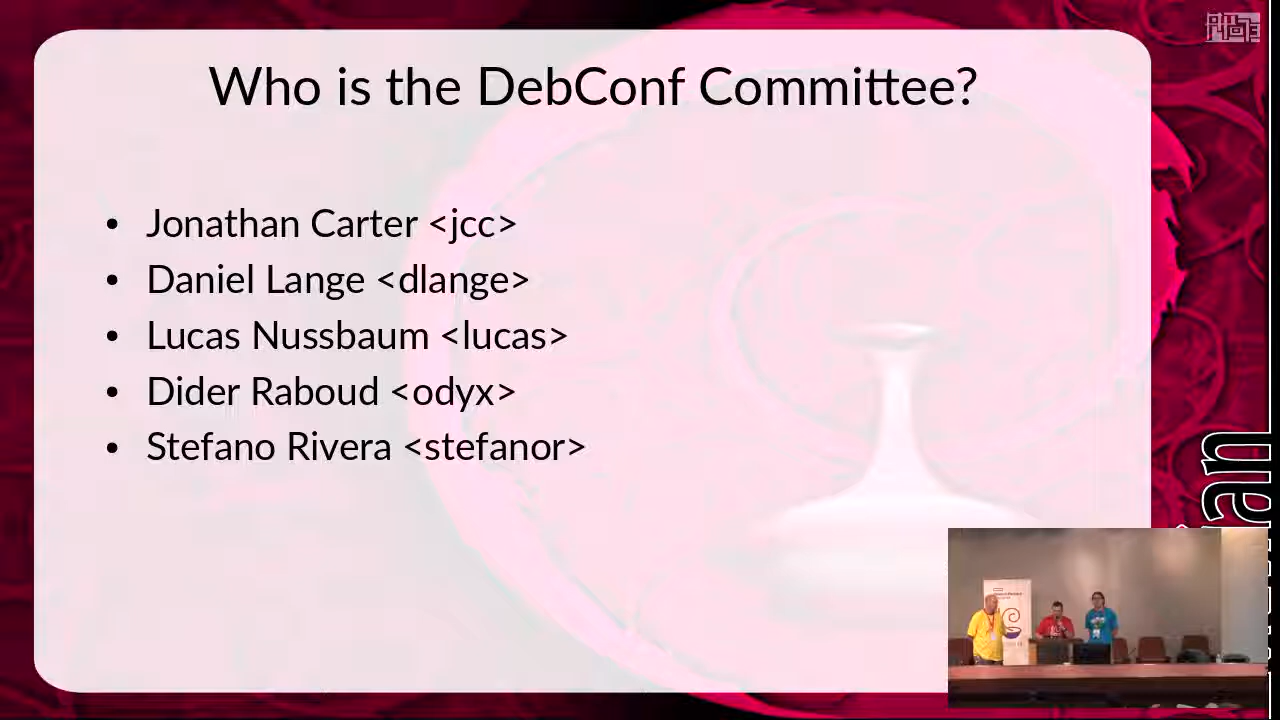 Who is the DebConf Committee?
• Jonathan Carter <jcc>
• Daniel Lange <dlange>
• Lucas Nussbaum <lucas>
• Dider Raboud <odyx>
• Stefano Rivera <stefanor>